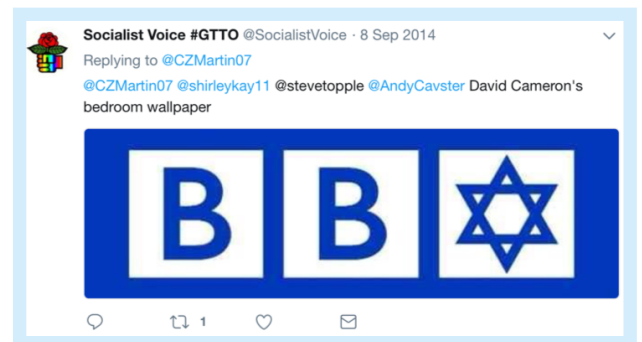 Socialist Voice #GTTO @SocialistVoice · 8 Sep 2014
Replying to @CZMartin07
@CZMartin07 @shirleykay11 @stevetopple @AndyCavster David Cameron's
bedroom wallpaper
B B
1